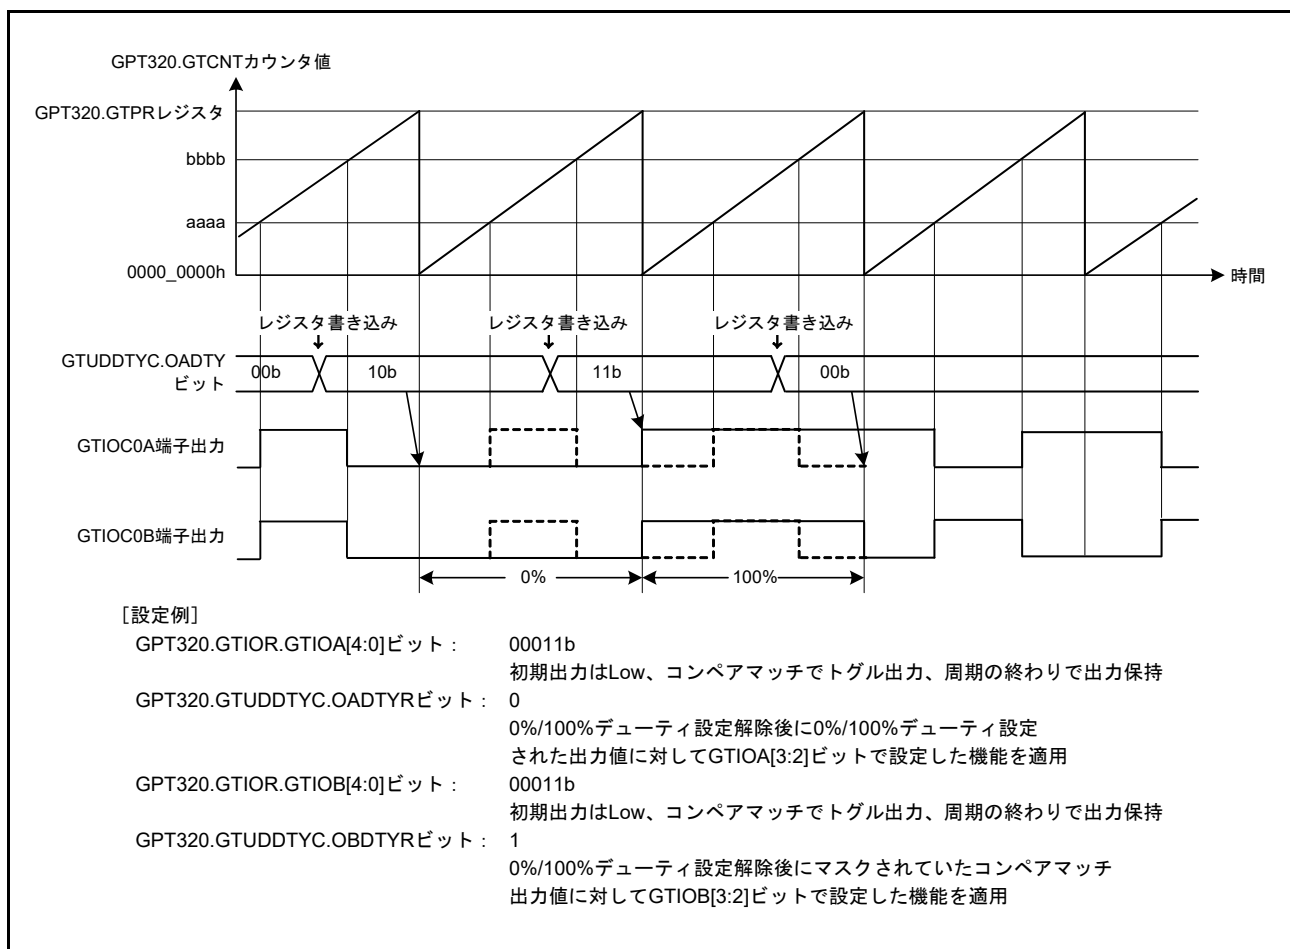 GPT320.GTCNTカウンタ値
GPT320.GTPRレジスタ
bbbb
aaaa
0000_0000h
時間
レジスタ書き込み レジスタ書き込み レジスタ書き込み
GTUDDTYC.OADTY
ビット
00b 10b 11b 00b
GTIOC0A端子出力
GTIOC0B端子出力
0% 100%
［設定例］
GPT320.GTIOR.GTIOA[4:0]ビット： 00011b
初期出力はLow、コンペアマッチでトグル出力、周期の終わりで出力保持
GPT320.GTUDDTYC.OADTYRビット： 0
0%/100%デューティ設定解除後に0%/100%デューティ設定
された出力値に対してGTIOA[3:2]ビットで設定した機能を適用
GPT320.GTIOR.GTIOB[4:0]ビット： 00011b
初期出力はLow、コンペアマッチでトグル出力、周期の終わりで出力保持
GPT320.GTUDDTYC.OBDTYRビット： 1
0%/100%デューティ設定解除後にマスクされていたコンペアマッチ
出力値に対してGTIOB[3:2]ビットで設定した機能を適用